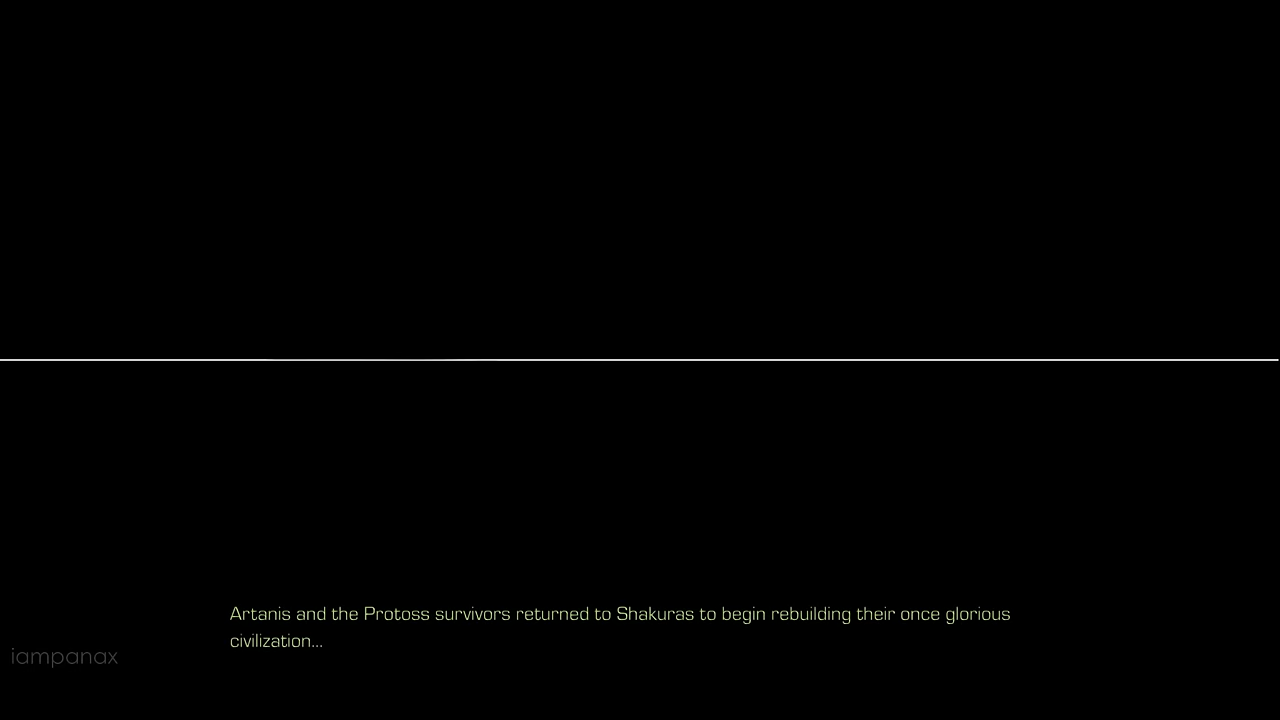 Artanis and the Protoss survivors returned to Shakuras to begin rebuilding their once glorious
civilization...
iampanax